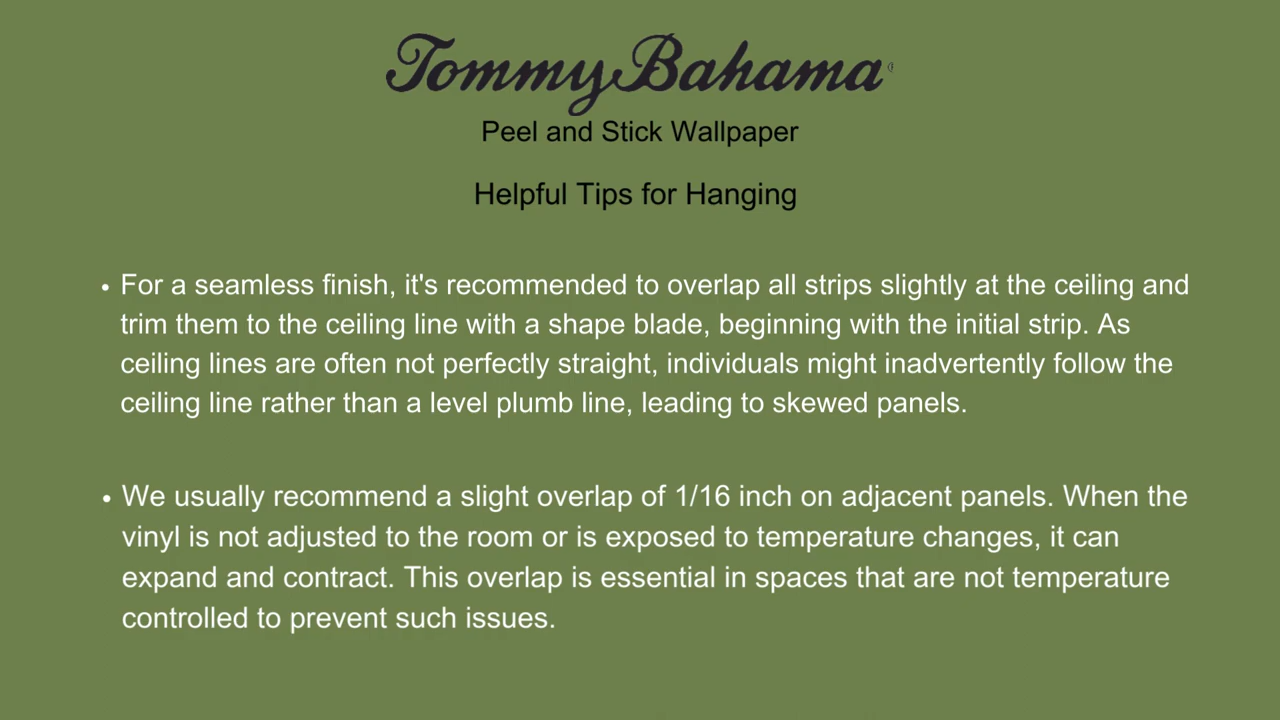 Tommy Bahama
Peel and Stick Wallpaper
Helpful Tips for Hanging
• For a seamless finish, it's recommended to overlap all strips slightly at the ceiling and
trim them to the ceiling line with a shape blade, beginning with the initial strip. As
ceiling lines are often not perfectly straight, individuals might inadvertently follow the
ceiling line rather than a level plumb line, leading to skewed panels.
• We usually recommend a slight overlap of 1/16 inch on adjacent panels. When the
vinyl is not adjusted to the room or is exposed to temperature changes, it can
expand and contract. This overlap is essential in spaces that are not temperature
controlled to prevent such issues.